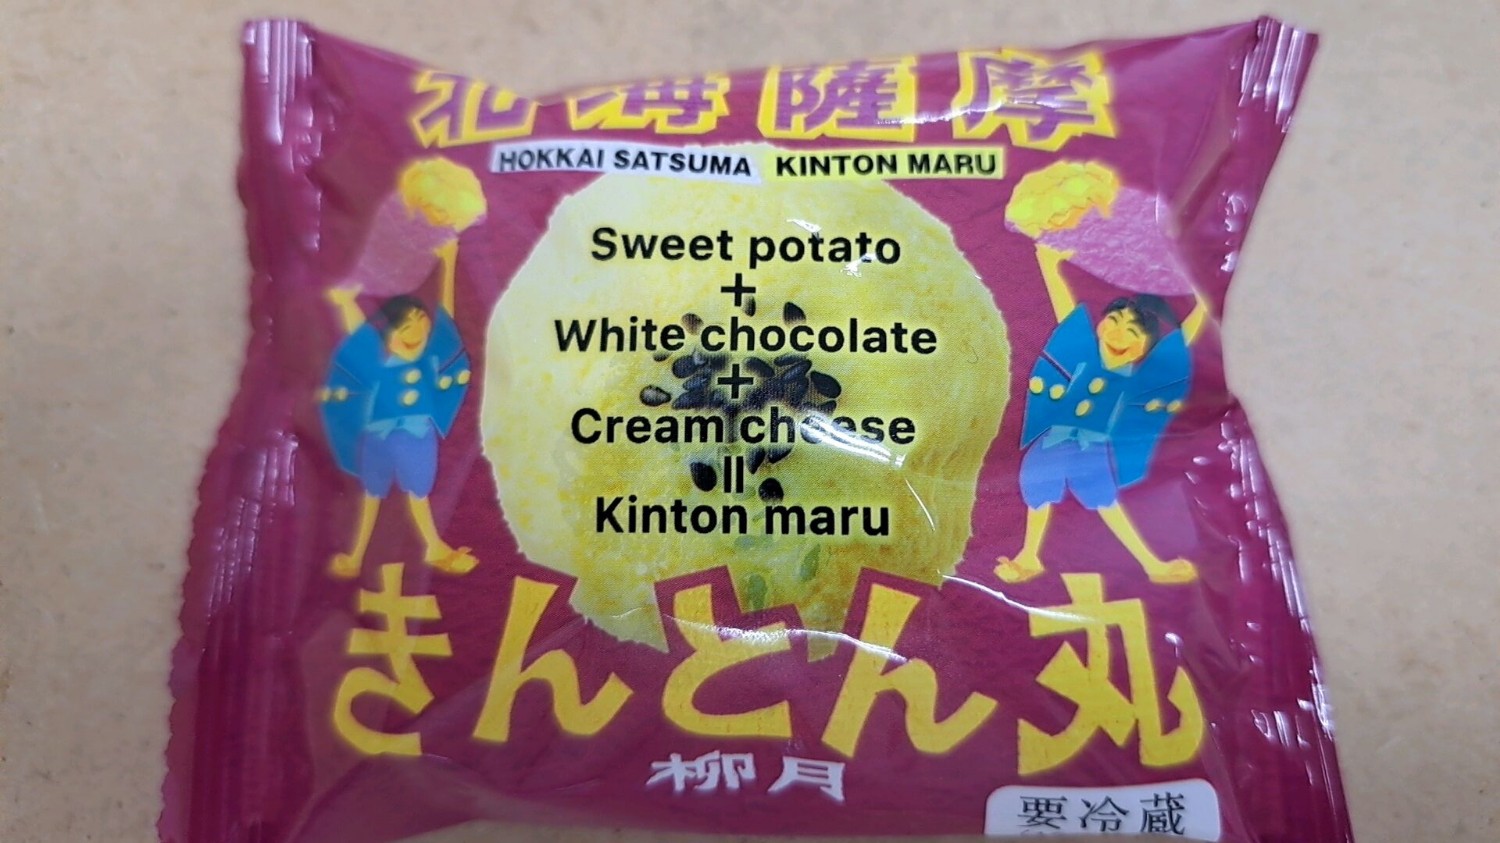 北海薩摩
HOKKAI SATSUMA KINTON MARU
Sweet potato
+
White chocolate
+
Cream cheese
||
Kinton maru
きんとん丸
柳月
要冷蔵